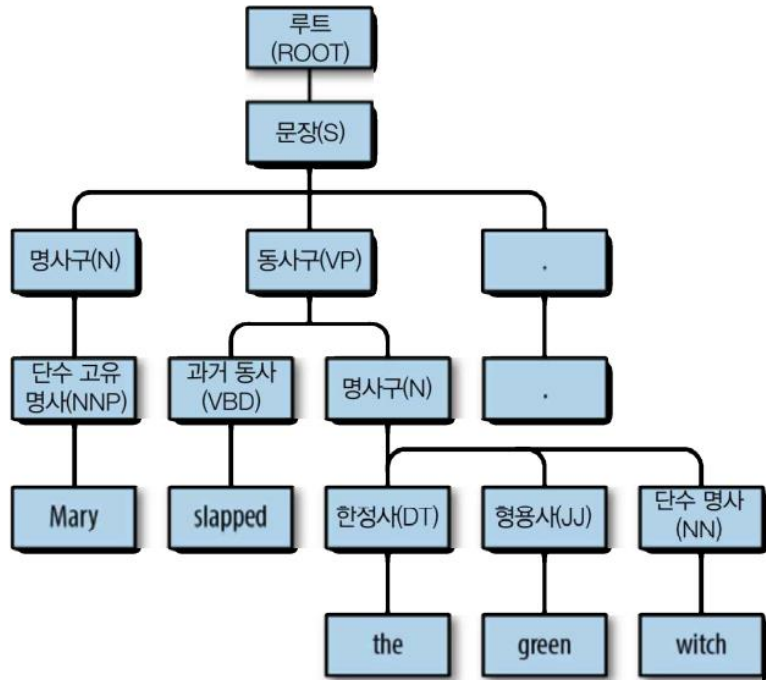 루트
(ROOT)
문장(S)
명사구(N)
동사구(VP)
.
단수 고유
명사(NNP)
과거 동사
(VBD)
명사구(N)
.
Mary
slapped
한정사(DT)
형용사(JJ)
단수 명사
(NN)
the
green
witch